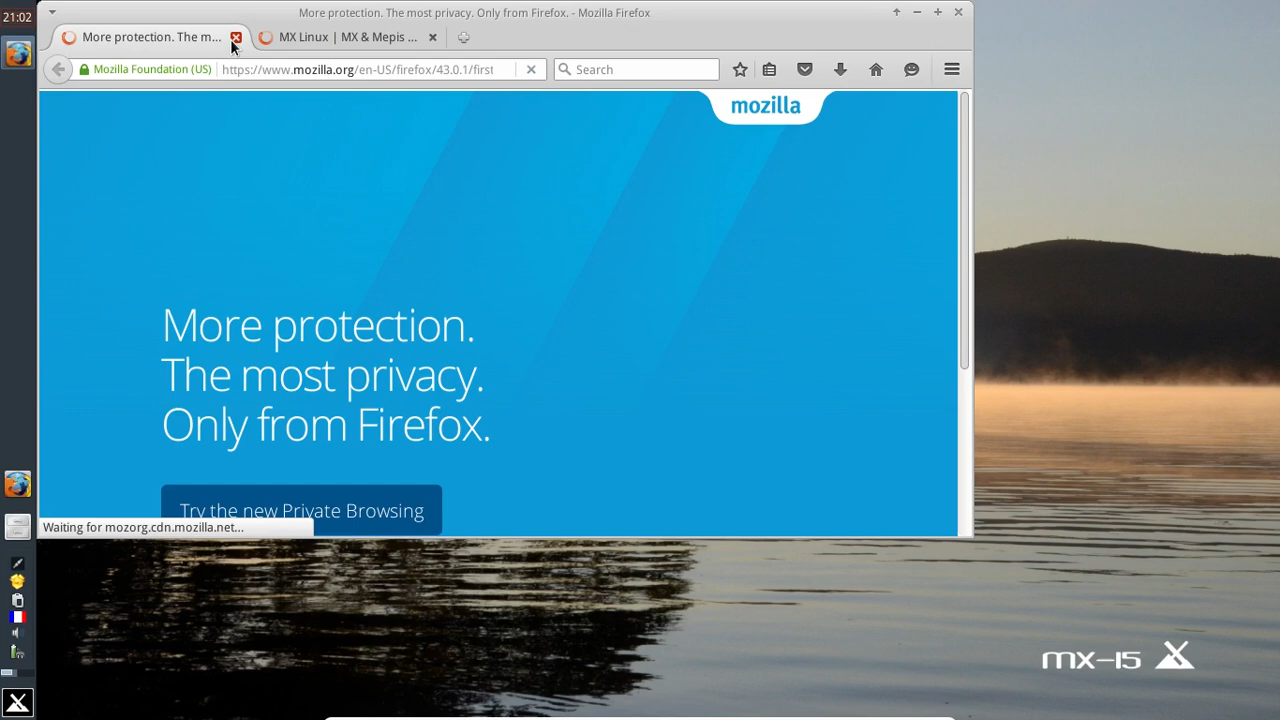 21:02
More protection. The most privacy. Only from Firefox. - Mozilla Firefox
More protection. The m...
MX Linux | MX & Mepis ...
Mozilla Foundation (US)
https://www.mozilla.org/en-US/firefox/43.0.1/first
Search
mozilla
More protection.
The most privacy.
Only from Firefox.
Try the new Private Browsing
Waiting for mozorg.cdn.mozilla.net...
mx-15